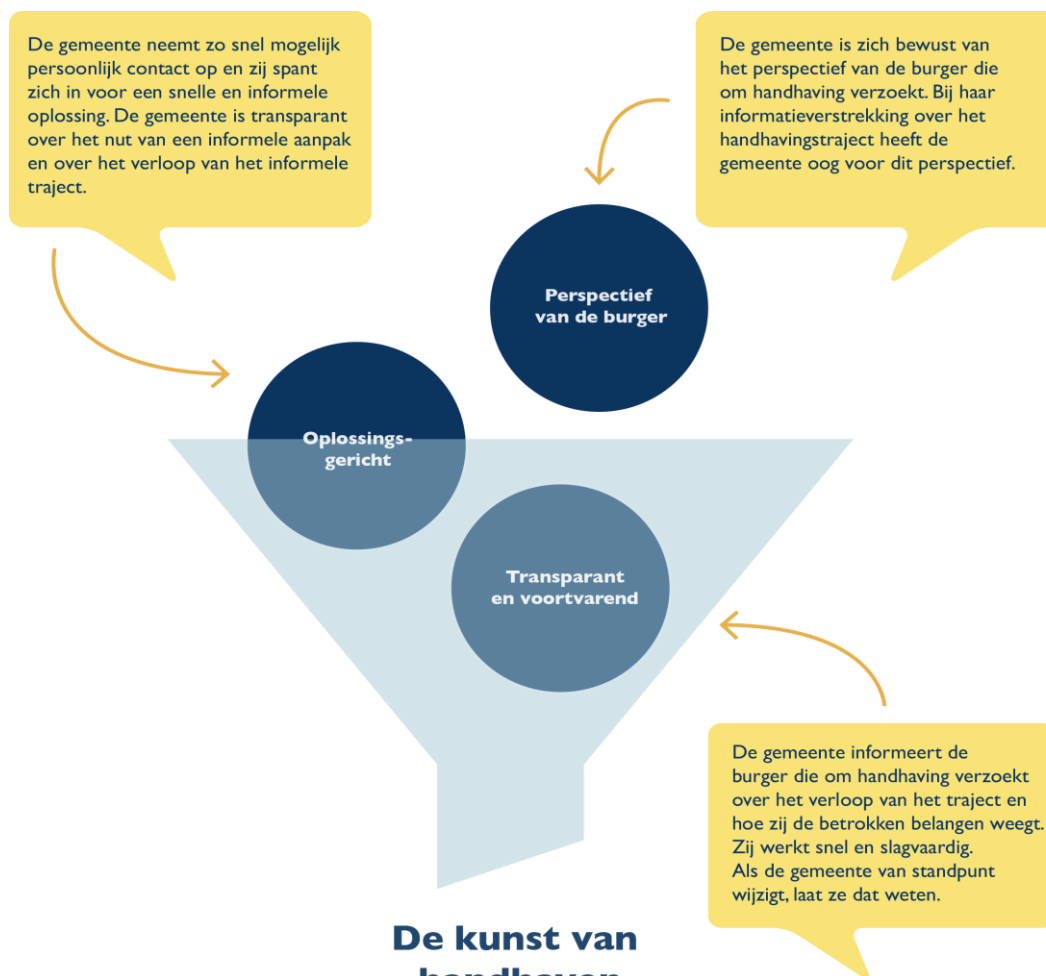 De gemeente neemt zo snel mogelijk
persoonlijk contact op en zij spant
zich in voor een snelle en informele
oplossing. De gemeente is transparant
over het nut van een informele aanpak
en over het verloop van het informele
traject.
De gemeente is zich bewust van
het perspectief van de burger die
om handhaving verzoekt. Bij haar
informatieverstrekking over het
handhavingstraject heeft de
gemeente oog voor dit perspectief.
Perspectief
van de burger
Oplossings-
gericht
Transparant
en voortvarend
De gemeente informeert de
burger die om handhaving verzoekt
over het verloop van het traject en
hoe zij de betrokken belangen weegt.
Zij werkt snel en slagvaardig.
Als de gemeente van standpunt
wijzigt, laat ze dat weten.
De kunst van
handhaven